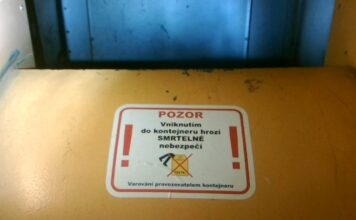 POZOR
Vniknutím
do kontejneru hrozí
SMRTELNÉ
nebezpečí
! !
Varování provozovatelem kontejneru